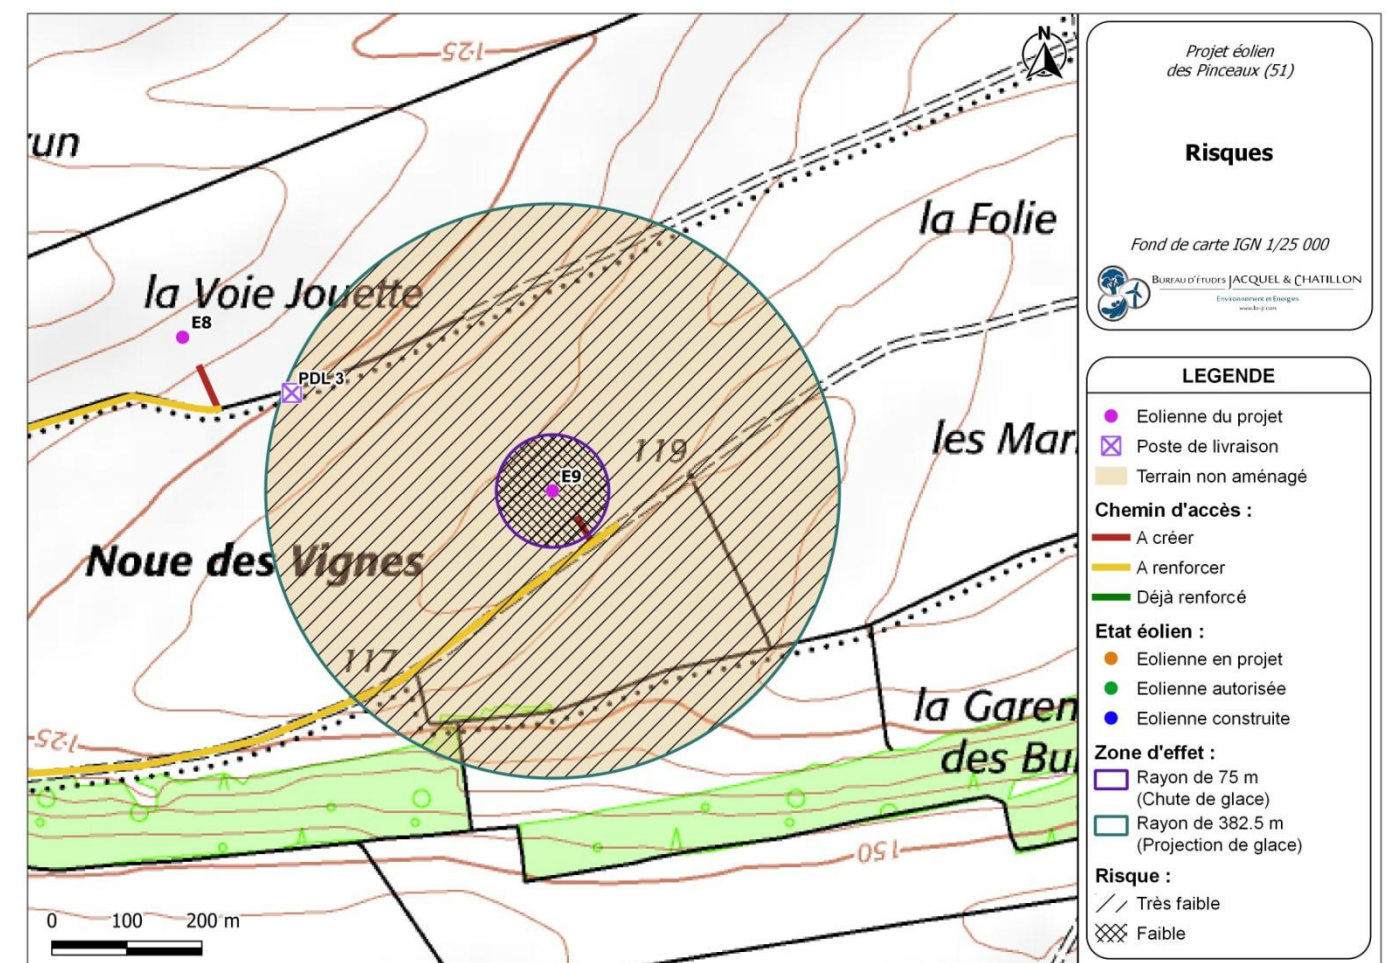 125
run
la Folie
la Voie Jouette
E8
PDL 3
119
les Mar
E9
Noue des Vignes
117
la Garen
des Bu
125
150
0 100 200 m
N
Projet éolien
des Pinceaux (51)
Risques
Fond de carte IGN 1/25 000
BUREAU D'ÉTUDES JACQUEL & CHATILLON
Environnement et Energies
LEGENDE
Eolienne du projet
Poste de livraison
Terrain non aménagé
Chemin d'accès :
A créer
A renforcer
Déjà renforcé
Etat éolien :
Eolienne en projet
Eolienne autorisée
Eolienne construite
Zone d'effet :
Rayon de 75 m
(Chute de glace)
Rayon de 382.5 m
(Projection de glace)
Risque :
Très faible
Faible